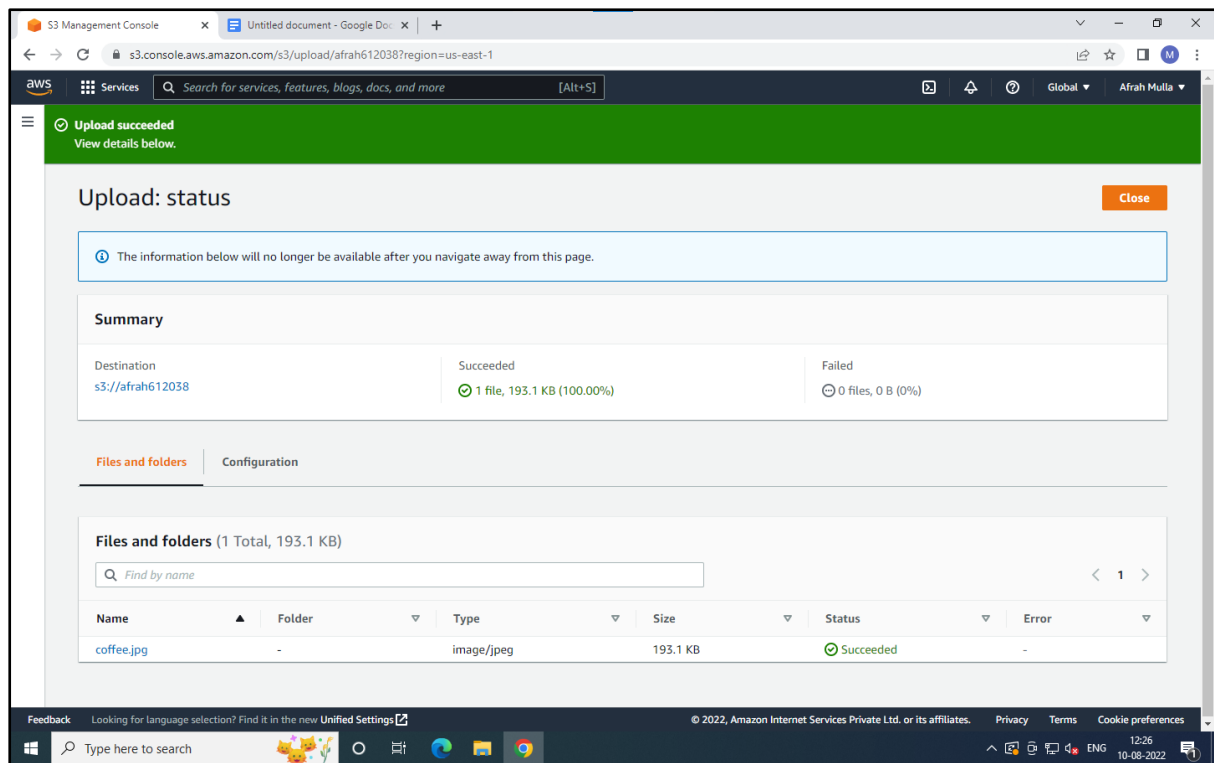 S3 Management Console
Untitled document - Google Doc
s3.console.aws.amazon.com/s3/upload/afrah612038?region=us-east-1
M
aws
Services
Search for services, features, blogs, docs, and more
[Alt+S]
Global
Afrah Mulla
Upload succeeded
View details below.
Upload: status
Close
The information below will no longer be available after you navigate away from this page.
Summary
Destination
s3://afrah612038
Succeeded
1 file, 193.1 KB (100.00%)
Failed
0 files, 0 B (0%)
Files and folders
Configuration
Files and folders (1 Total, 193.1 KB)
Find by name
1
Name Folder Type Size Status Error
coffee.jpg - image/jpeg 193.1 KB Succeeded -
Feedback Looking for language selection? Find it in the new Unified Settings © 2022, Amazon Internet Services Private Ltd. or its affiliates. Privacy Terms Cookie preferences
Type here to search
ENG
12:26
10-08-2022
1